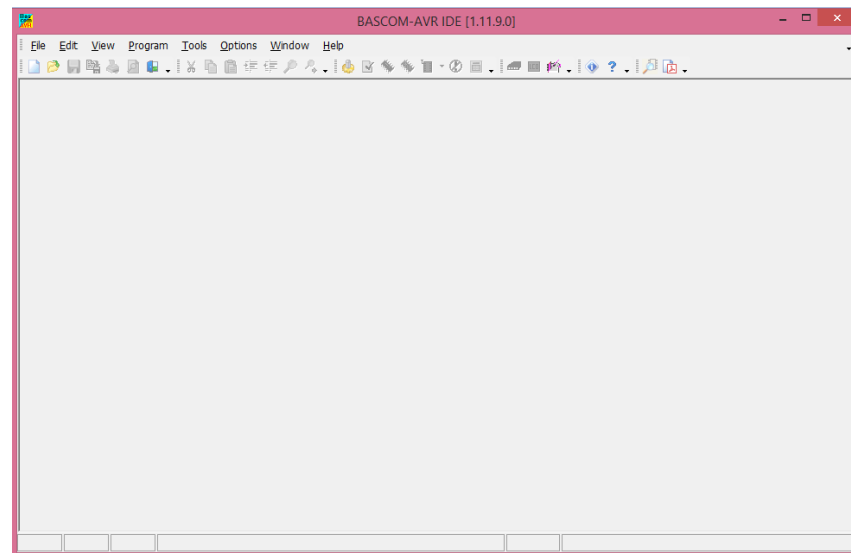 BASCOM-AVR IDE [1.11.9.0]
File Edit View Program Tools Options Window Help